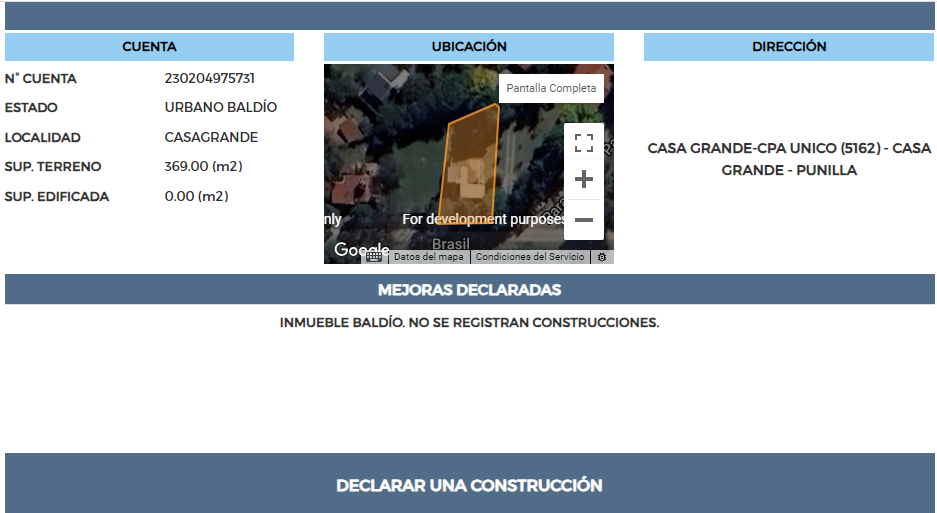 CUENTA
N° CUENTA 230204975731
ESTADO URBANO BALDÍO
LOCALIDAD CASAGRANDE
SUP. TERRENO 369.00 (m2)
SUP. EDIFICADA 0.00 (m2)
UBICACIÓN
Pantalla Completa
nly For development purposes
Brasil
Google
Datos del mapa Condiciones del Servicio
DIRECCIÓN
CASA GRANDE-CPA UNICO (5162) - CASA
GRANDE - PUNILLA
MEJORAS DECLARADAS
INMUEBLE BALDÍO. NO SE REGISTRAN CONSTRUCCIONES.
DECLARAR UNA CONSTRUCCIÓN